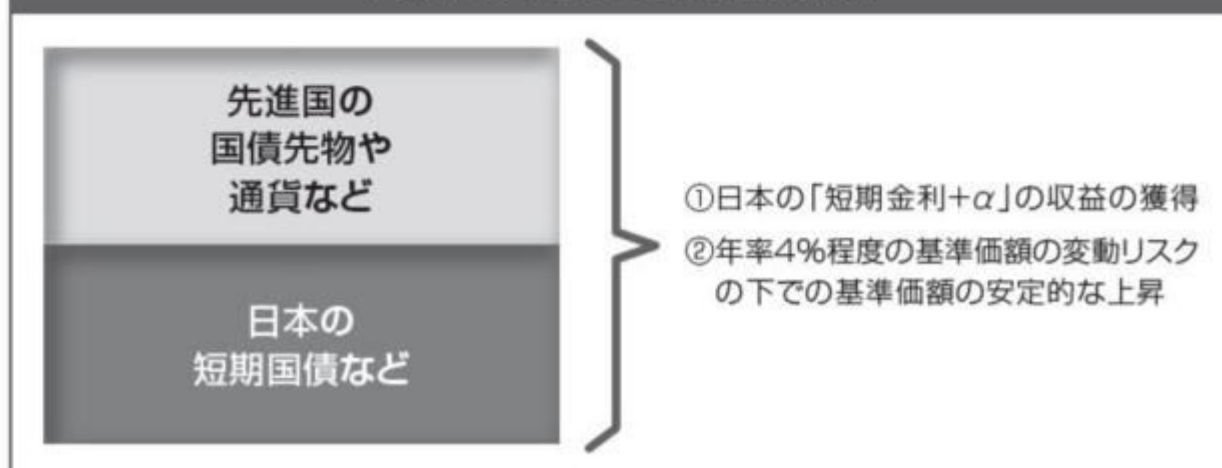 先進国の
国債先物や
通貨など
日本の
短期国債など
①日本の「短期金利+α」の収益の獲得
②年率4%程度の基準価額の変動リスク
の下での基準価額の安定的な上昇